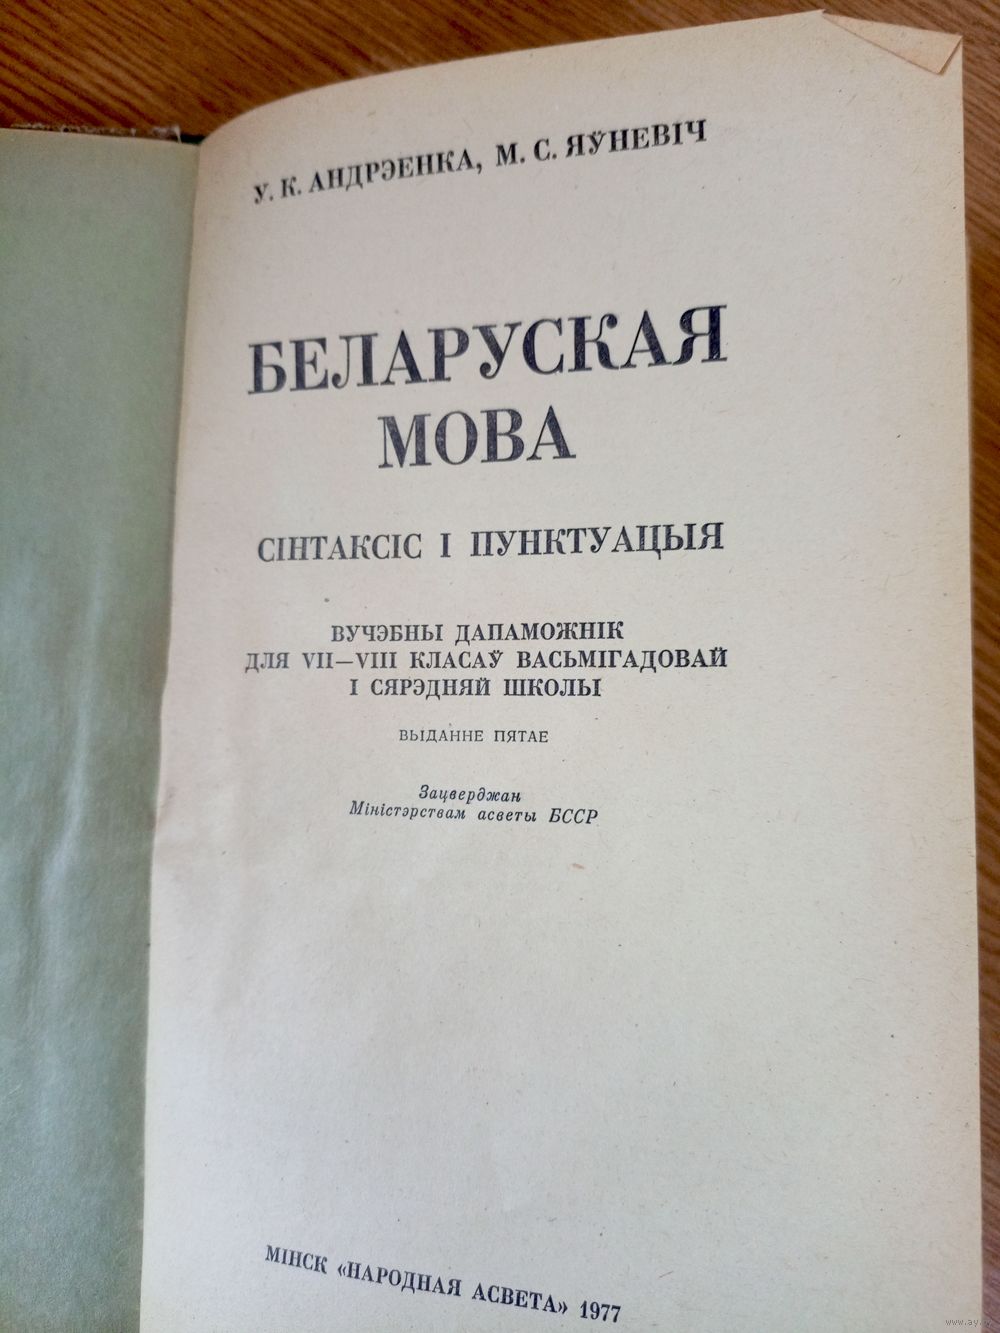 У. К. АНДРЭЕНКА, М. С. ЯЎНЕВІЧ
БЕЛАРУСКАЯ
МОВА
СІНТАКСІС І ПУНКТУАЦЫЯ
ВУЧЭБНЫ ДАПАМОЖНІК
ДЛЯ VII—VIII КЛАСАЎ ВАСЬМІГАДОВАЙ
І СЯРЭДНЯЙ ШКОЛЫ
ВЫДАННЕ ПЯТАЕ
Зацверджан
Міністэрствам асветы БССР
МІНСК «НАРОДНАЯ АСВЕТА» 1977